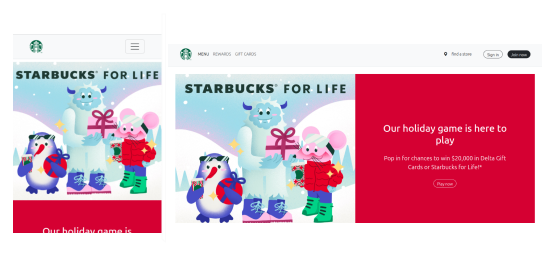 STARBUCKS® FOR LIFE
Our holiday game is
MENU REWARDS GIFT CARDS
Find a store
Sign in
Join now
STARBUCKS® FOR LIFE
Our holiday game is here to
play
Pop in for chances to win $20,000 in Delta Gift
Cards or Starbucks for Life!*
Play now